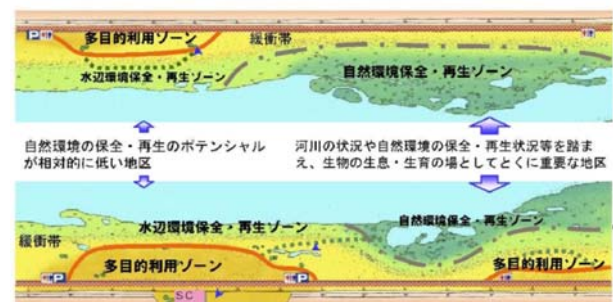 P
多目的利用ゾーン
緩衝帯
水辺環境保全・再生ゾーン
自然環境保全・再生ゾーン
自然環境の保全・再生のポテンシャル
が相対的に低い地区
河川の状況や自然環境の保全・再生状況等を踏ま
え、生物の生息・生育の場としてとくに重要な地区
水辺環境保全・再生ゾーン
自然環境保全・再生ゾーン
緩衝帯
多目的利用ゾーン
多目的利用ゾーン
P
P
SC